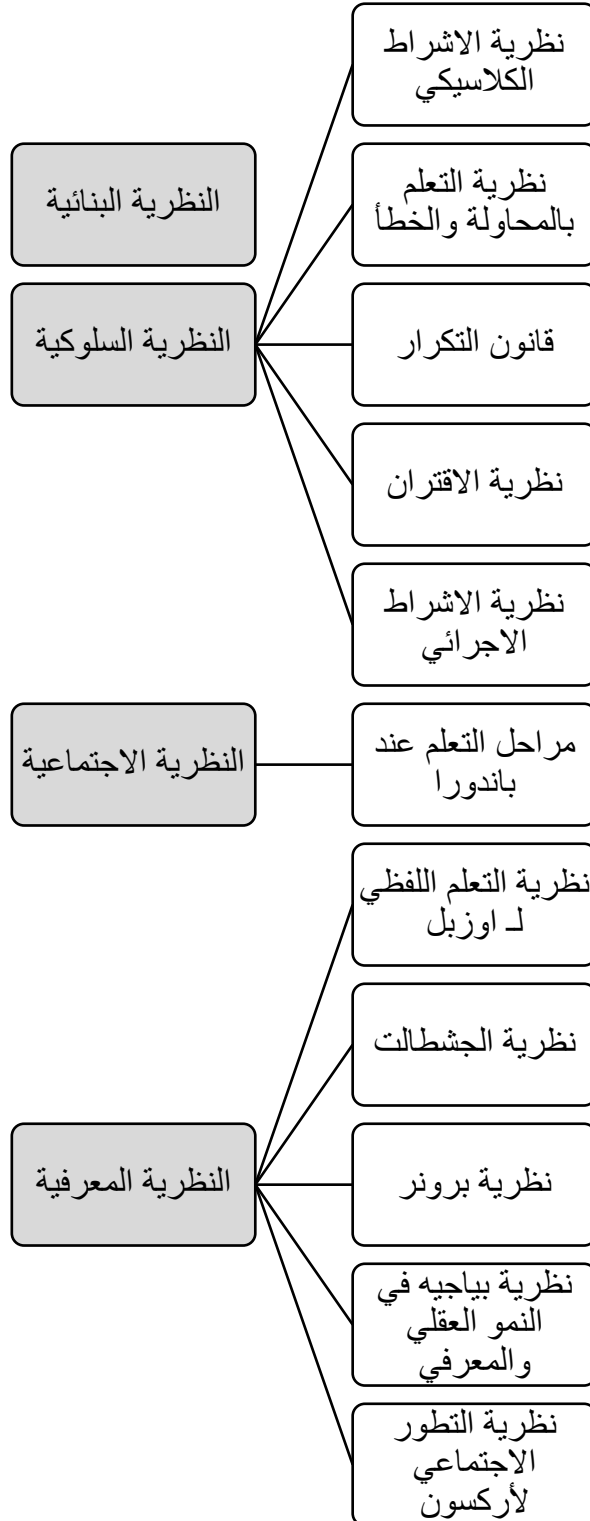 نظرية الاشراط
الكلاسيكي
النظرية البنائية
نظرية التعلم
بالمحاولة والخطأ
النظرية السلوكية
قانون التكرار
نظرية الاقتران
نظرية الاشراط
الاجرائي
النظرية الاجتماعية
مراحل التعلم عند
باندورا
نظرية التعلم اللفظي
لـ اوزبل
نظرية الجشطالت
النظرية المعرفية
نظرية برونر
نظرية بياجيه في
النمو العقلي
والمعرفي
نظرية التطور
الاجتماعي
لأركسون